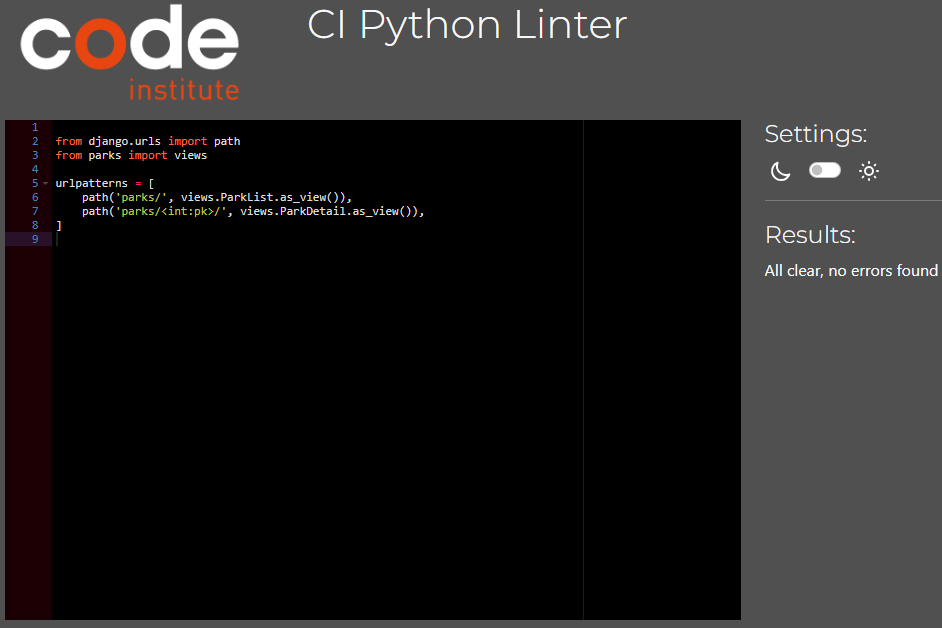 code
institute
CI Python Linter
1
2 from django.urls import path
3 from parks import views
4
5 urlpatterns = [
6     path('parks/', views.ParkList.as_view()),
7     path('parks/<int:pk>/', views.ParkDetail.as_view()),
8 ]
9
Settings:
Results:
All clear, no errors found